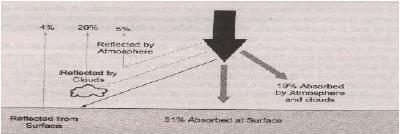 4% 20% 6%
Reflected by
Atmosphere
Reflected by
Clouds
19% Absorbed
by Atmosphere
and clouds
Reflected from
Surface
51% Absorbed at Surface